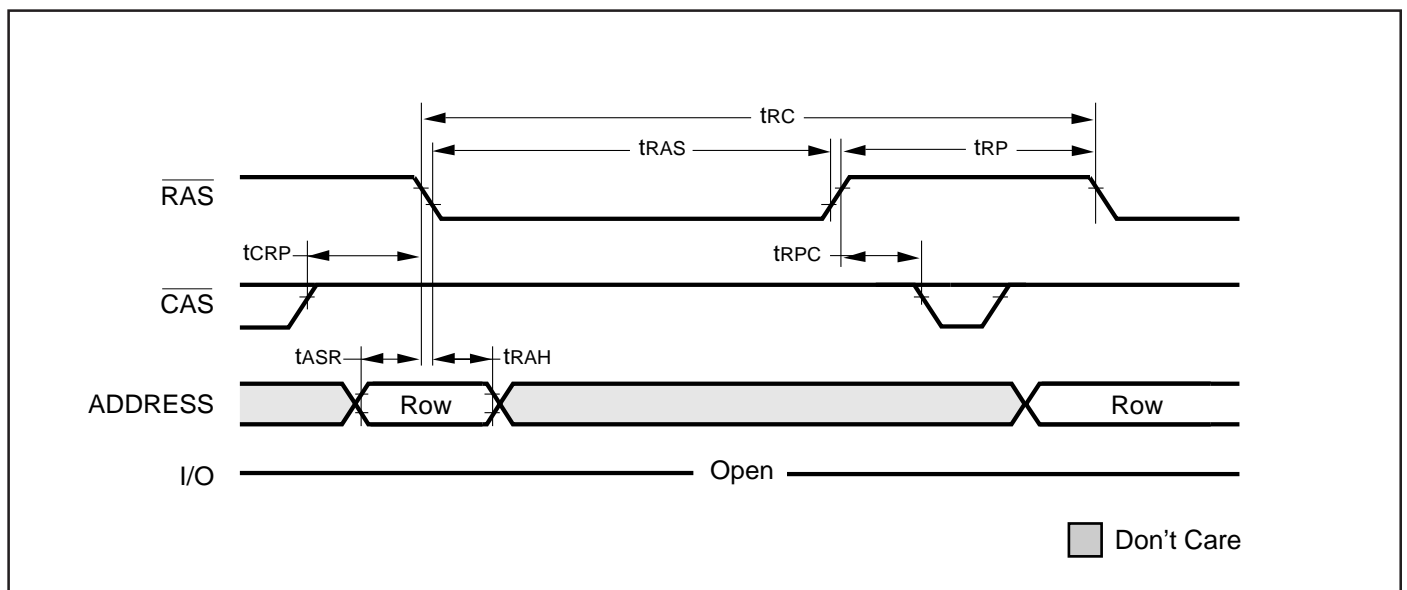 tRC
tRAS
tRP
RAS
tCRP
tRPC
CAS
tASR
tRAH
ADDRESS
Row
Row
I/O
Open
Don't Care